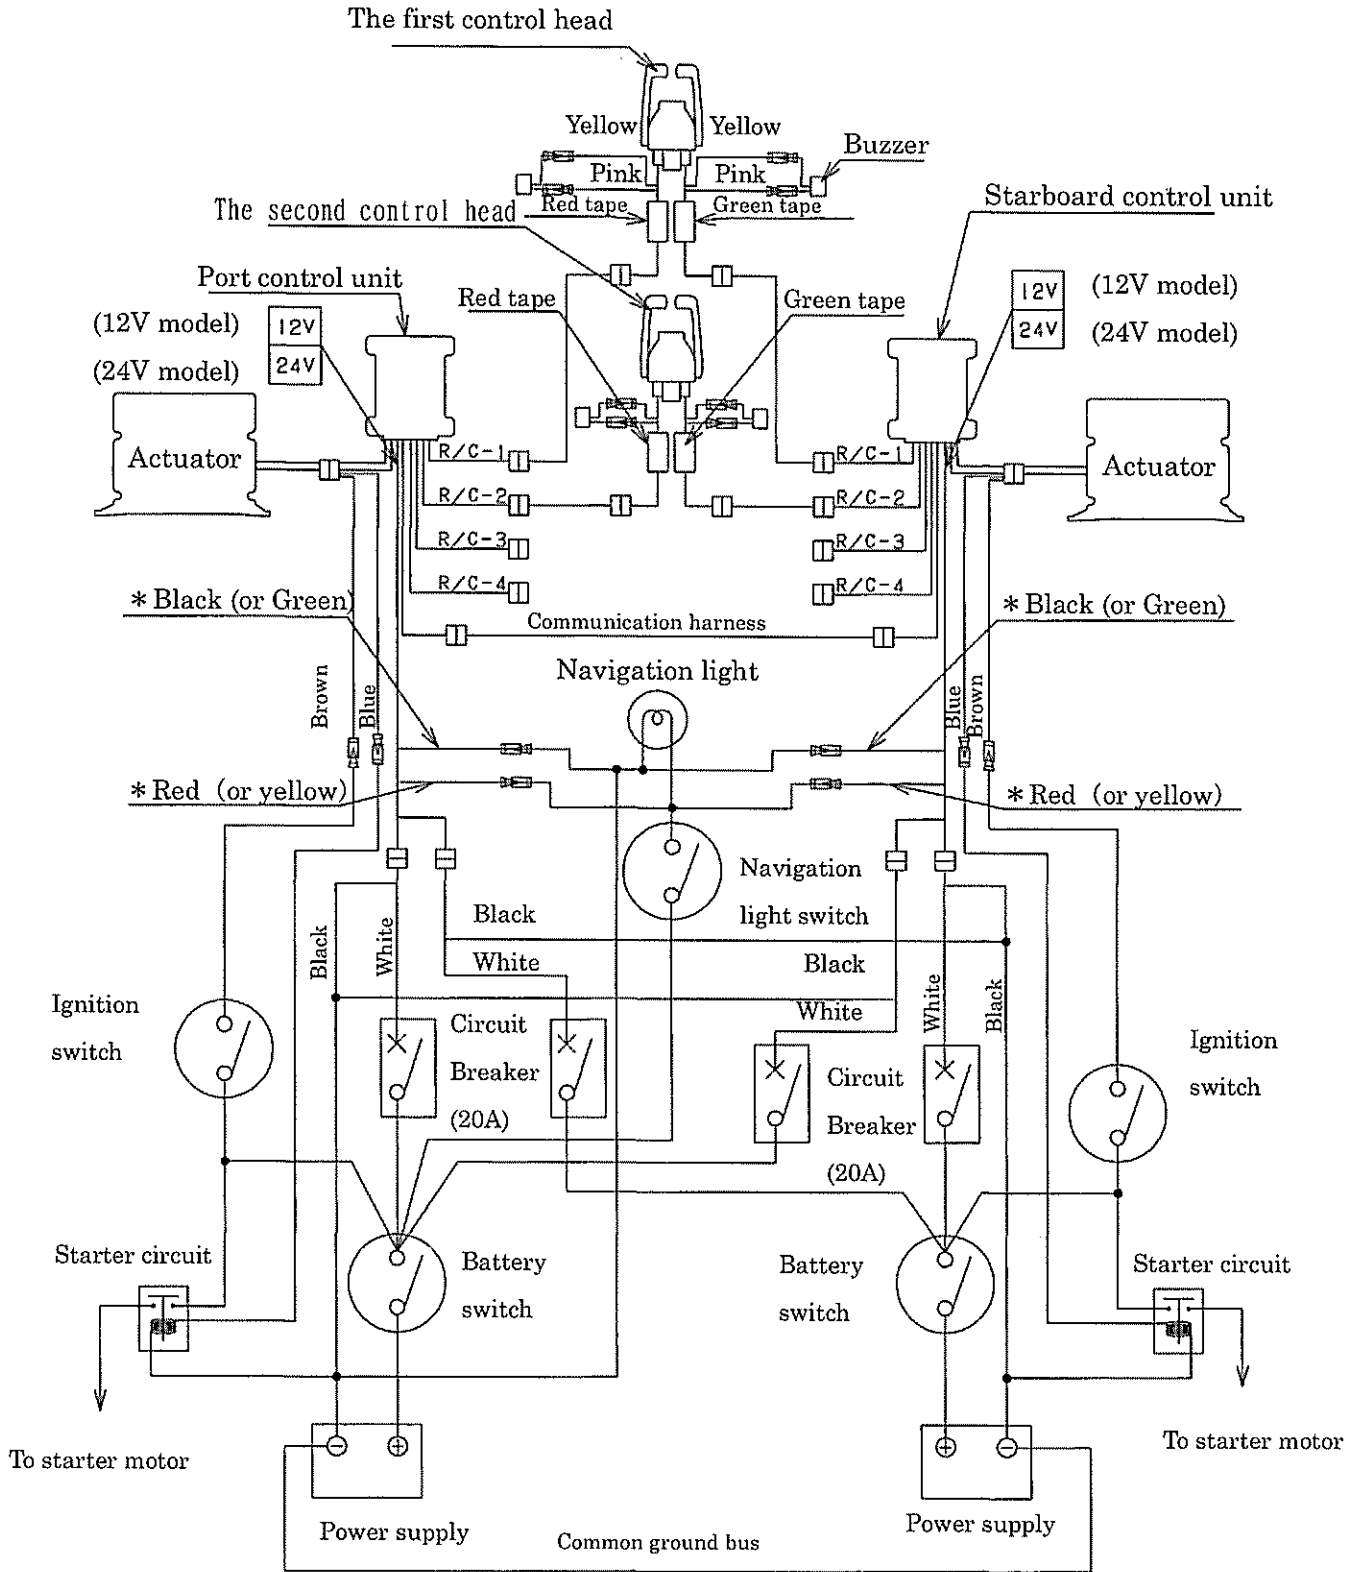 The first control head
Yellow
Yellow
Buzzer
Pink
Pink
The second control head
Red tape
Green tape
Starboard control unit
Port control unit
Red tape
Green tape
12V
(12V model)
24V
(24V model)
(12V model)
12V
(24V model)
24V
Actuator
Actuator
R/C-1
R/C-1
R/C-2
R/C-2
R/C-3
R/C-3
R/C-4
R/C-4
*Black (or Green)
*Black (or Green)
Communication harness
Navigation light
Brown
Blue
Blue
Brown
*Red (or yellow)
*Red (or yellow)
Navigation
light switch
Black
White
Black
White
Black
White
White
Black
Ignition
switch
Circuit
Breaker
(20A)
Circuit
Breaker
(20A)
Ignition
switch
Starter circuit
Battery
switch
Battery
switch
Starter circuit
To starter motor
To starter motor
− +
+ −
Power supply
Power supply
Common ground bus